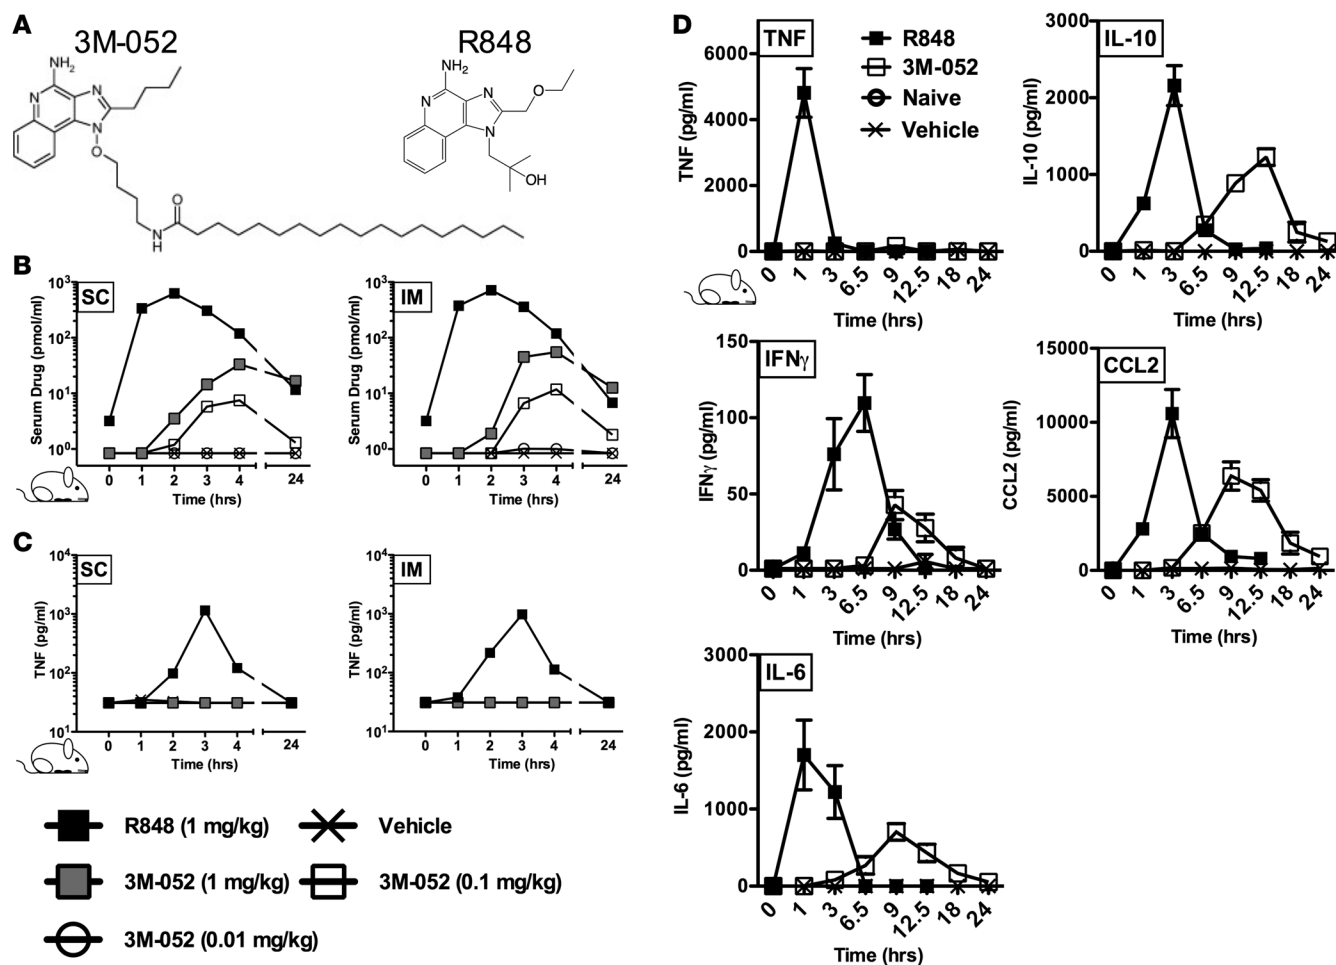 A
3M-052
NH₂
N
N
N
O
O
N
H
R848
NH₂
N
N
O
N
OH
B
SC
Serum Drug (pmol/ml)
10³
10²
10¹
10⁰
0 1 2 3 4 24
Time (hrs)
IM
Serum Drug (pmol/ml)
10³
10²
10¹
10⁰
0 1 2 3 4 24
Time (hrs)
C
SC
TNF (pg/ml)
10⁴
10³
10²
10¹
0 1 2 3 4 24
Time (hrs)
IM
TNF (pg/ml)
10⁴
10³
10²
10¹
0 1 2 3 4 24
Time (hrs)
R848 (1 mg/kg)
Vehicle
3M-052 (1 mg/kg)
3M-052 (0.1 mg/kg)
3M-052 (0.01 mg/kg)
D
TNF
R848
3M-052
Naive
Vehicle
TNF (pg/ml)
6000
4000
2000
0
0 1 3 6.5 9 12.5 18 24
Time (hrs)
IL-10
IL-10 (pg/ml)
3000
2000
1000
0
0 1 3 6.5 9 12.5 18 24
Time (hrs)
IFNγ
IFNγ (pg/ml)
150
100
50
0
0 1 3 6.5 9 12.5 18 24
Time (hrs)
CCL2
CCL2 (pg/ml)
15000
10000
5000
0
0 1 3 6.5 9 12.5 18 24
Time (hrs)
IL-6
IL-6 (pg/ml)
3000
2000
1000
0
0 1 3 6.5 9 12.5 18 24
Time (hrs)